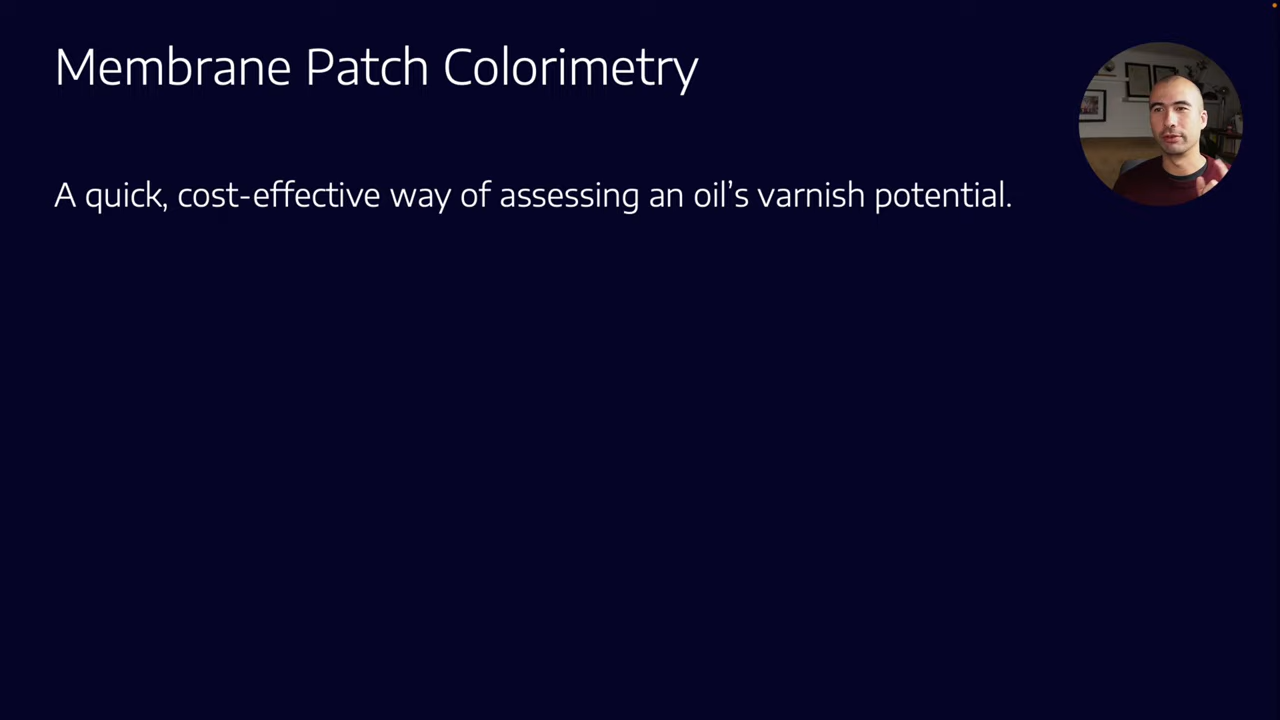 Membrane Patch Colorimetry
A quick, cost-effective way of assessing an oil’s varnish potential.